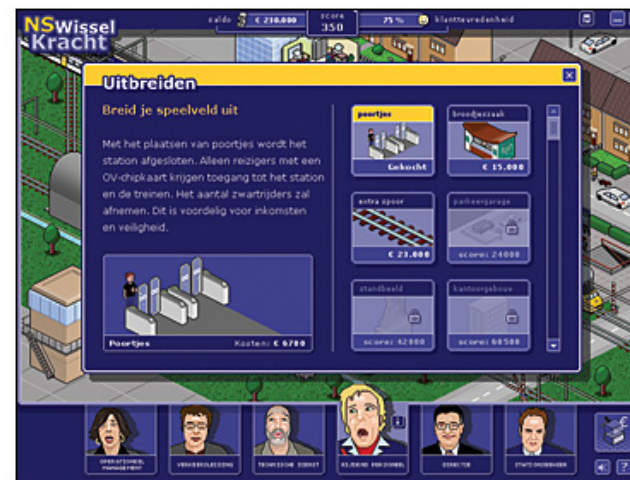 NSWissel
Kracht
saldo € 230.000 score 350 75 % klanttevredenheid
Uitbreiden
Breid je speelveld uit
Met het plaatsen van poortjes wordt het
station afgesloten. Alleen reizigers met een
OV-chipkaart krijgen toegang tot het station
en de treinen. Het aantal zwartrijders zal
afnemen. Dit is voordelig voor inkomsten
en veiligheid.
Poortjes Kosten: € 6700
poortjes
Gekocht
broodjeszaak
€ 15.000
extra spoor
€ 23.000
parkeergarage
score: 24000
standbeeld
score: 42000
kantoorgebouw
score: 60500
OPERATIONEEL
MANAGEMENT
VERKEERSLEIDING
TECHNISCHE DIENST
RIJDEND PERSONEEL
DIRECTIE
STATIONSBEHEER
€
?